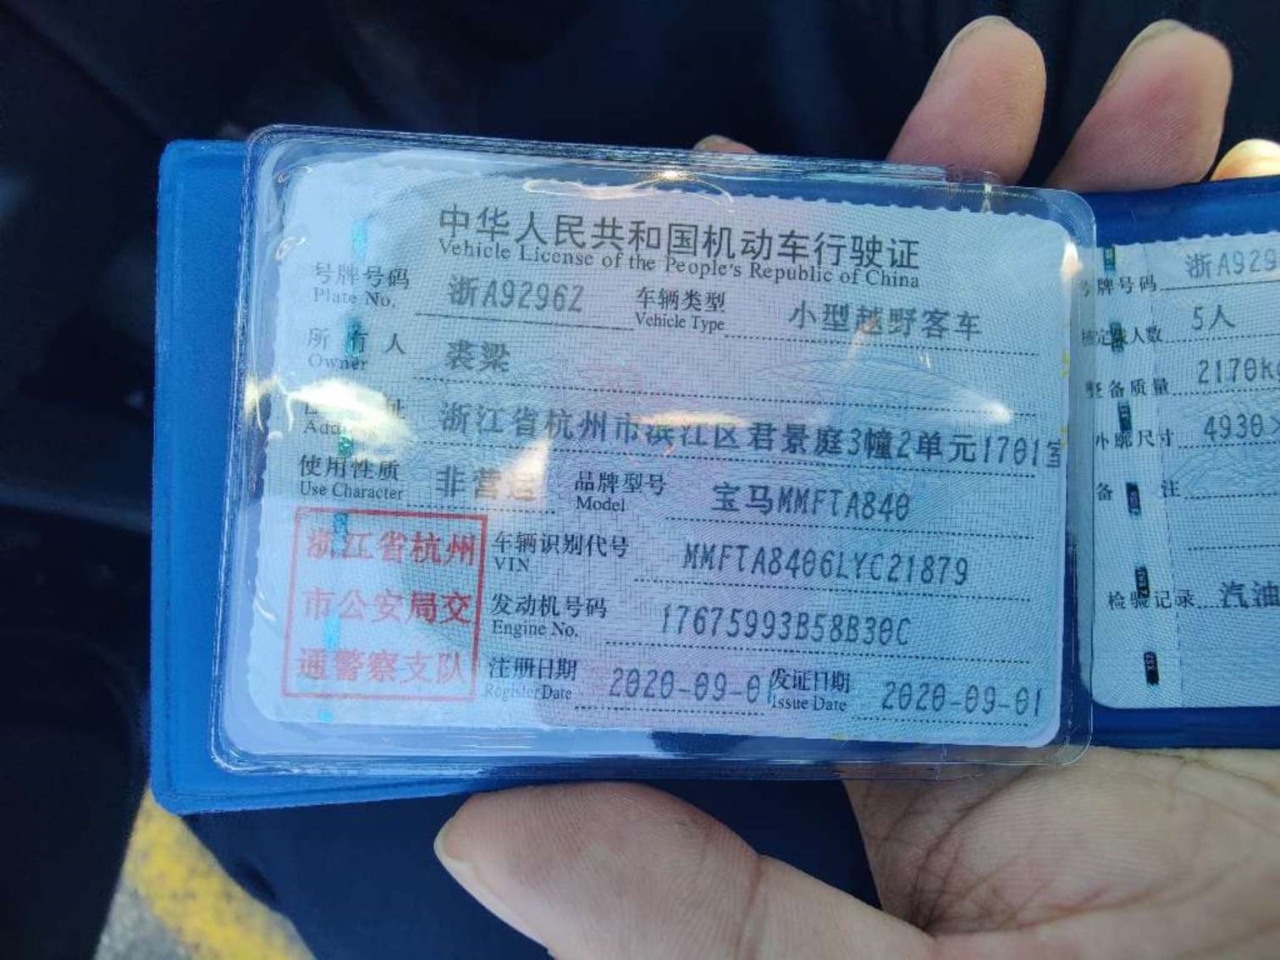 中华人民共和国机动车行驶证
Vehicle License of the People's Republic of China
号牌号码 浙A9296Z 车辆类型 小型越野客车
Plate No. Vehicle Type
所有人 裘梁
Owner
浙江省杭州市滨江区君景庭3幢2单元1701室
使用性质 非营运 品牌型号 宝马MMFTA840
Use Character Model
浙江省杭州市公安局交通警察支队
车辆识别代号 MMFTA8406LYC21879
VIN
发动机号码 17675993B58B30C
Engine No.
注册日期 2020-09-01 发证日期 2020-09-01
Register Date Issue Date
号牌号码 浙A929
5人
整备质量 2170k
外廓尺寸 4930×
备注
检验记录 汽油